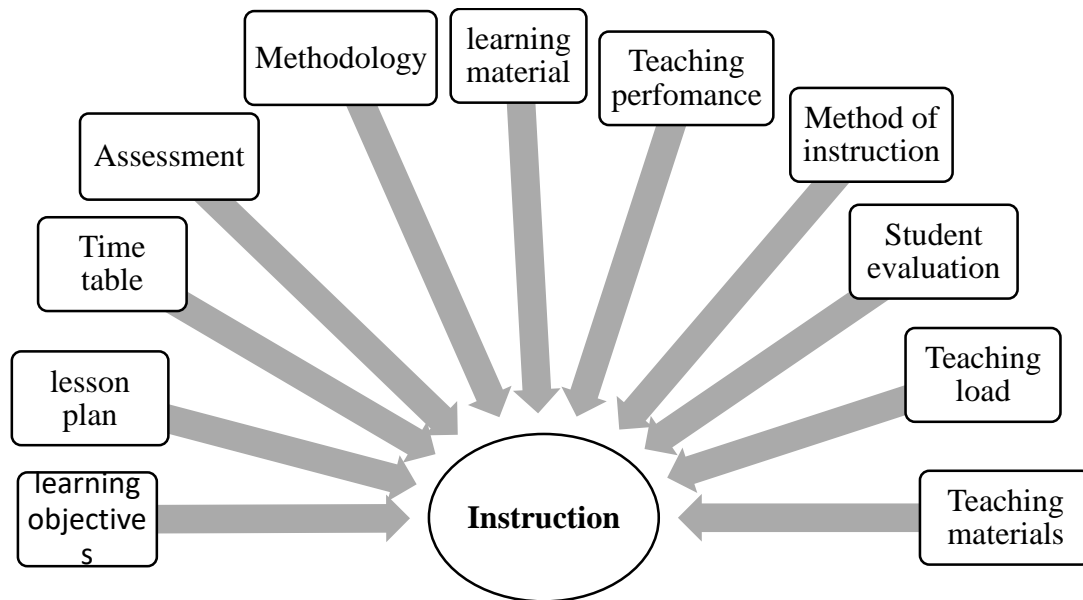 Methodology
learning
material
Teaching
perfomance
Method of
instruction
Assessment
Student
evaluation
Time
table
Teaching
load
lesson
plan
learning
objective
s
Instruction
Teaching
materials